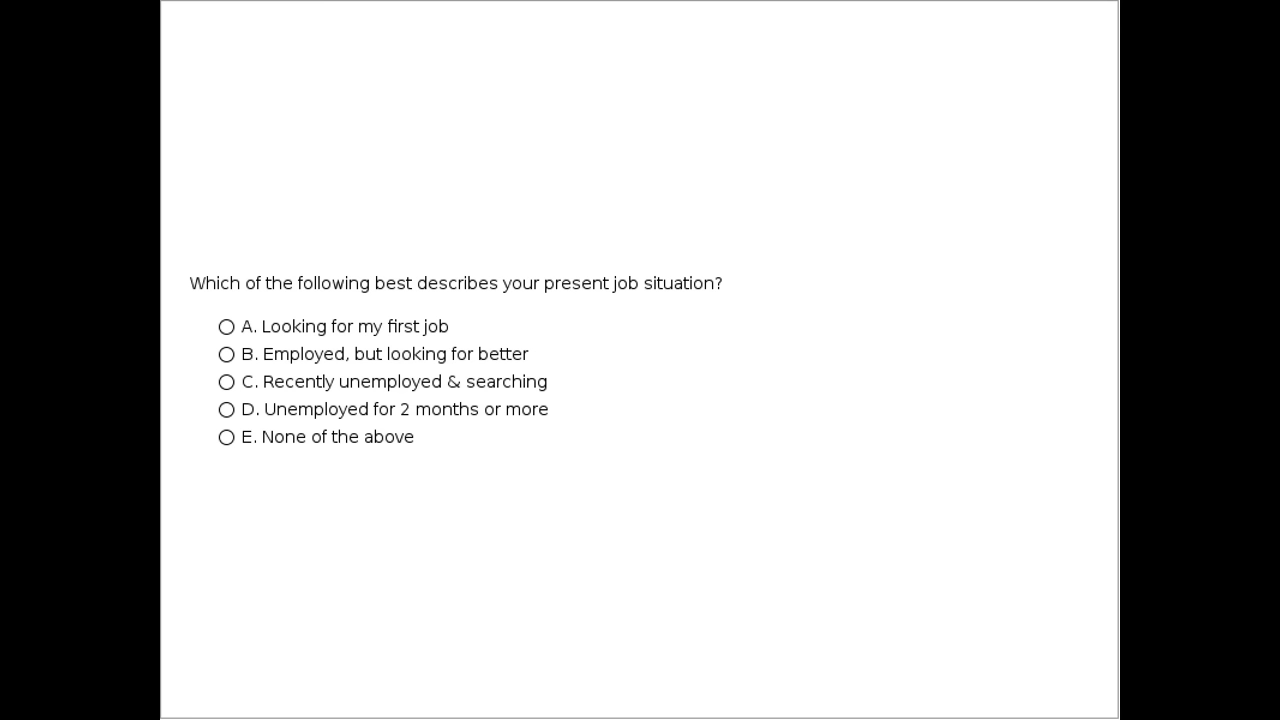 Which of the following best describes your present job situation?
A. Looking for my first job
B. Employed, but looking for better
C. Recently unemployed & searching
D. Unemployed for 2 months or more
E. None of the above